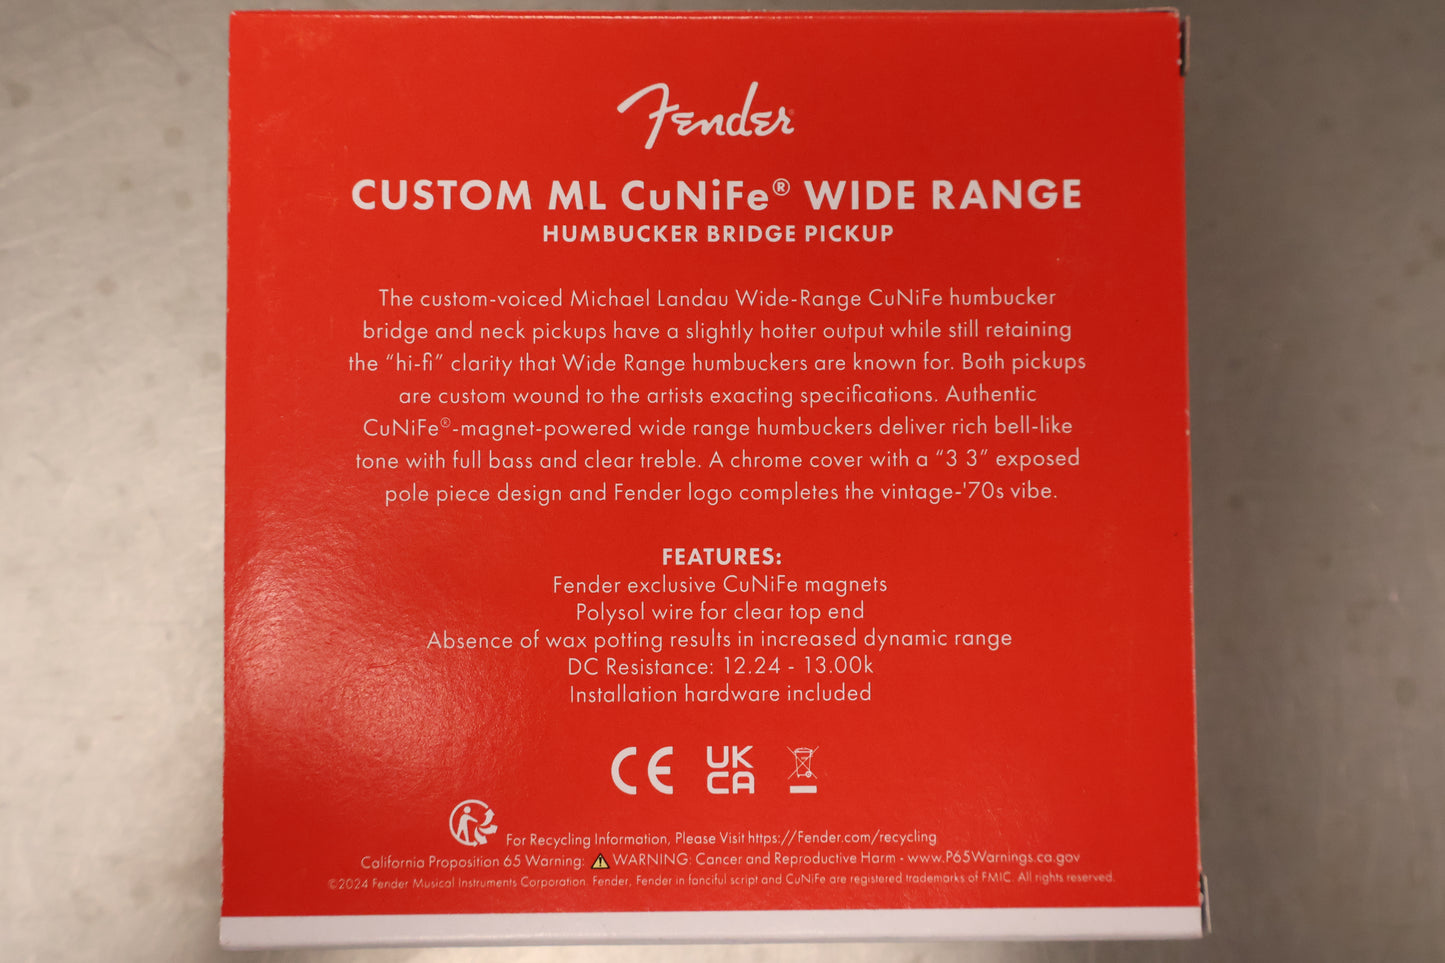 Fender
CUSTOM ML CuNiFe® WIDE RANGE
HUMBUCKER BRIDGE PICKUP
The custom-voiced Michael Landau Wide-Range CuNiFe humbucker
bridge and neck pickups have a slightly hotter output while still retaining
the “hi-fi” clarity that Wide Range humbuckers are known for. Both pickups
are custom wound to the artists exacting specifications. Authentic
CuNiFe®-magnet-powered wide range humbuckers deliver rich bell-like
tone with full bass and clear treble. A chrome cover with a “3 3” exposed
pole piece design and Fender logo completes the vintage-'70s vibe.
FEATURES:
Fender exclusive CuNiFe magnets
Polysol wire for clear top end
Absence of wax potting results in increased dynamic range
DC Resistance: 12.24 - 13.00k
Installation hardware included
CE UK CA
For Recycling Information, Please Visit https://Fender.com/recycling
California Proposition 65 Warning: ⚠ WARNING: Cancer and Reproductive Harm - www.P65Warnings.ca.gov
©2024 Fender Musical Instruments Corporation. Fender, Fender in fanciful script and CuNiFe are registered trademarks of FMIC. All rights reserved.